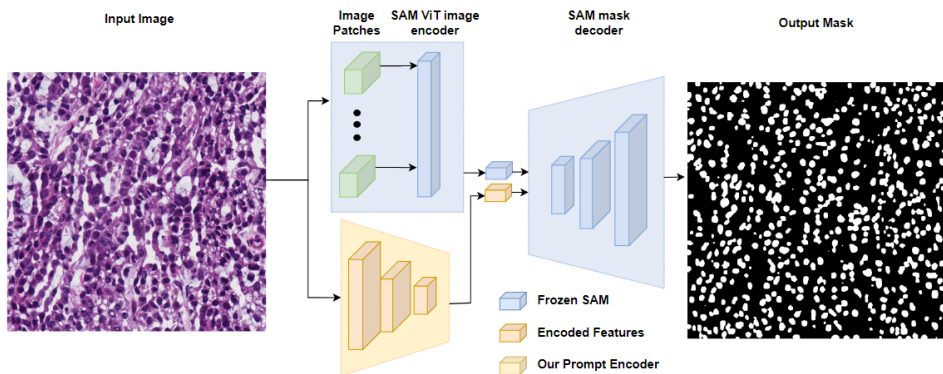 Input Image
Image
Patches
SAM ViT image
encoder
SAM mask
decoder
Output Mask
Frozen SAM
Encoded Features
Our Prompt Encoder